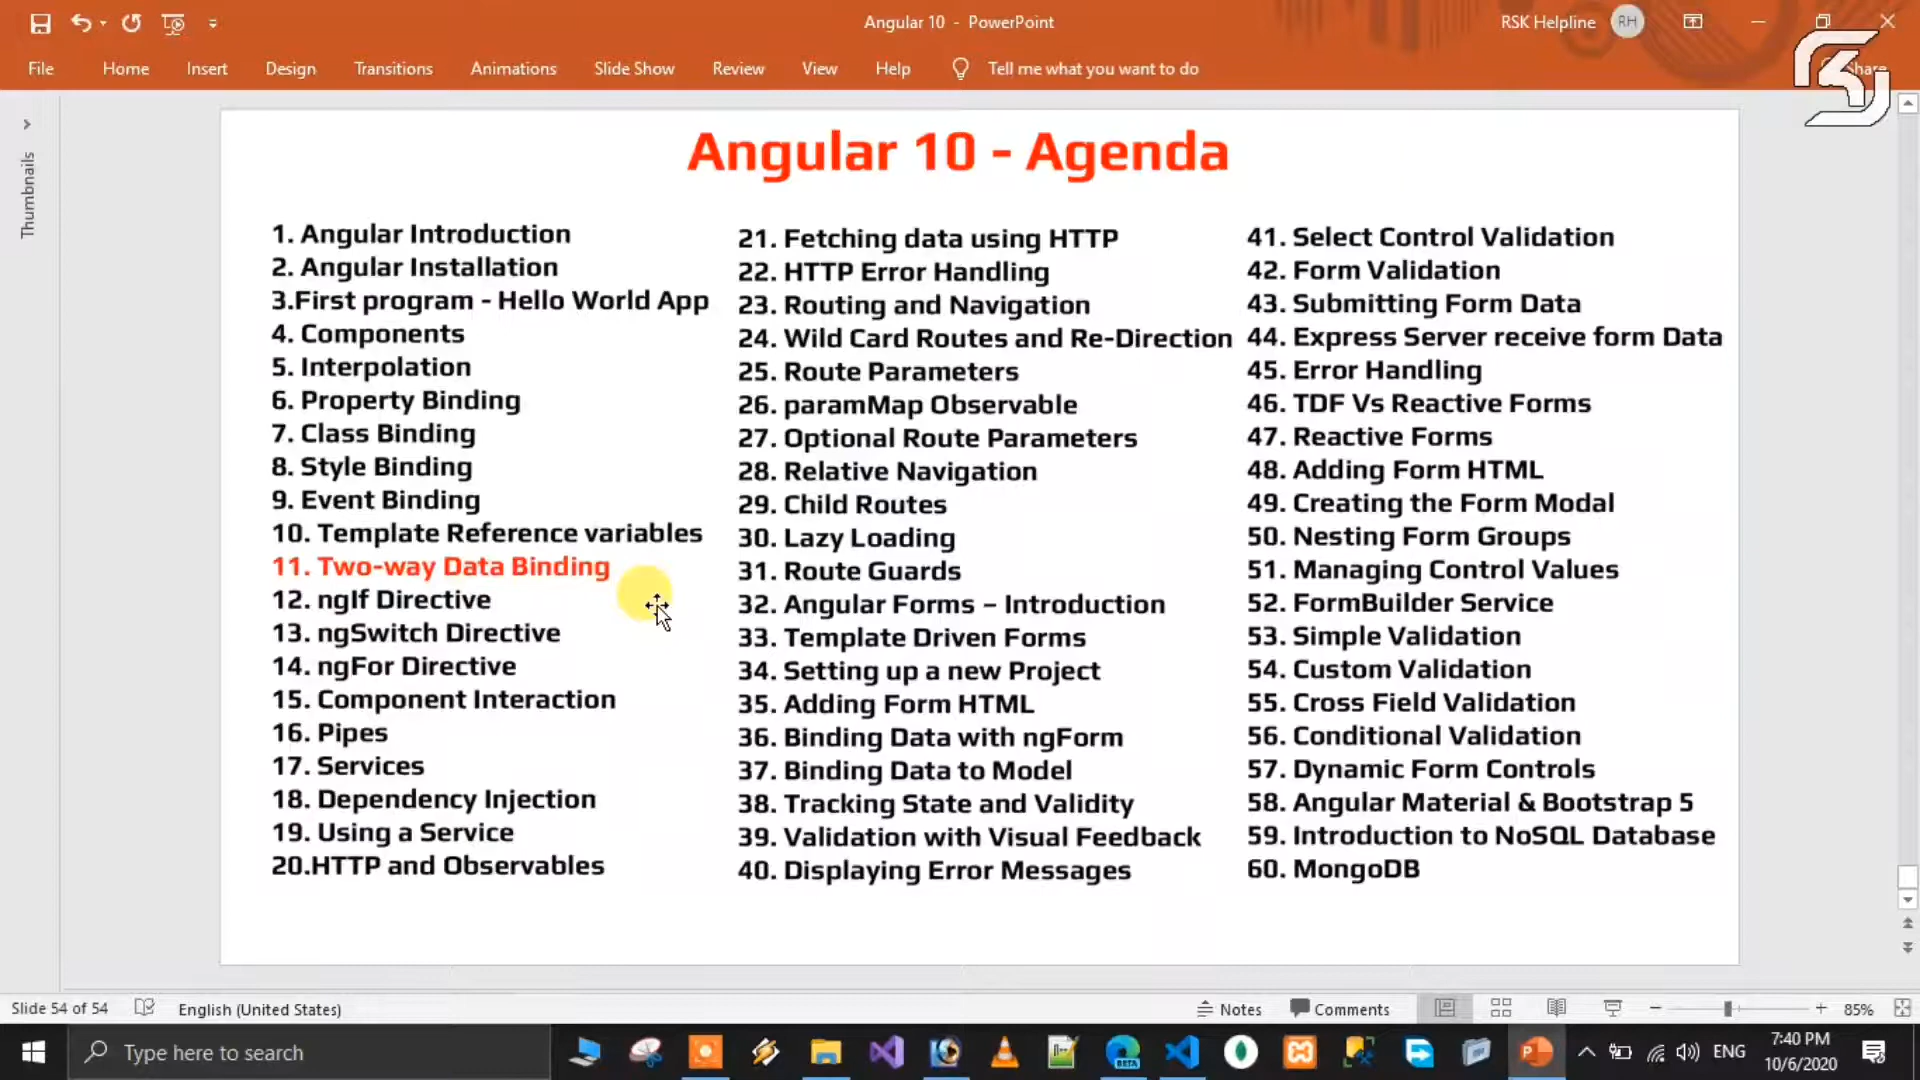 Angular 10 - PowerPoint
RSK Helpline
RH
File
Home
Insert
Design
Transitions
Animations
Slide Show
Review
View
Help
Tell me what you want to do
Share
Thumbnails
Angular 10 - Agenda
1. Angular Introduction
2. Angular Installation
3.First program - Hello World App
4. Components
5. Interpolation
6. Property Binding
7. Class Binding
8. Style Binding
9. Event Binding
10. Template Reference variables
11. Two-way Data Binding
12. ngIf Directive
13. ngSwitch Directive
14. ngFor Directive
15. Component Interaction
16. Pipes
17. Services
18. Dependency Injection
19. Using a Service
20.HTTP and Observables
21. Fetching data using HTTP
22. HTTP Error Handling
23. Routing and Navigation
24. Wild Card Routes and Re-Direction
25. Route Parameters
26. paramMap Observable
27. Optional Route Parameters
28. Relative Navigation
29. Child Routes
30. Lazy Loading
31. Route Guards
32. Angular Forms – Introduction
33. Template Driven Forms
34. Setting up a new Project
35. Adding Form HTML
36. Binding Data with ngForm
37. Binding Data to Model
38. Tracking State and Validity
39. Validation with Visual Feedback
40. Displaying Error Messages
41. Select Control Validation
42. Form Validation
43. Submitting Form Data
44. Express Server receive form Data
45. Error Handling
46. TDF Vs Reactive Forms
47. Reactive Forms
48. Adding Form HTML
49. Creating the Form Modal
50. Nesting Form Groups
51. Managing Control Values
52. FormBuilder Service
53. Simple Validation
54. Custom Validation
55. Cross Field Validation
56. Conditional Validation
57. Dynamic Form Controls
58. Angular Material & Bootstrap 5
59. Introduction to NoSQL Database
60. MongoDB
Slide 54 of 54
English (United States)
Notes
Comments
85%
Type here to search
BETA
ENG
7:40 PM
10/6/2020